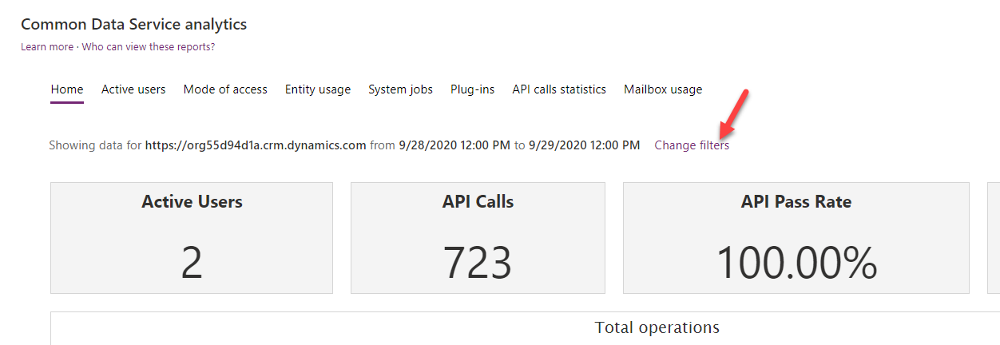 Common Data Service analytics
Learn more · Who can view these reports?
Home Active users Mode of access Entity usage System jobs Plug-ins API calls statistics Mailbox usage
Showing data for https://org55d94d1a.crm.dynamics.com from 9/28/2020 12:00 PM to 9/29/2020 12:00 PM Change filters
Active Users API Calls API Pass Rate
2 723 100.00%
Total operations